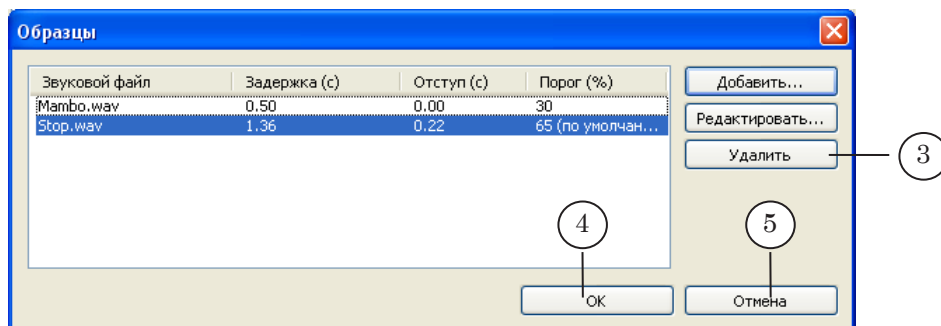 Образцы
Звуковой файл Задержка (с) Отступ (с) Порог (%)
Mambo.wav 0.50 0.00 30
Stop.wav 1.36 0.22 65 (по умолчан...
Добавить...
Редактировать...
Удалить
3
4
5
OK
Отмена